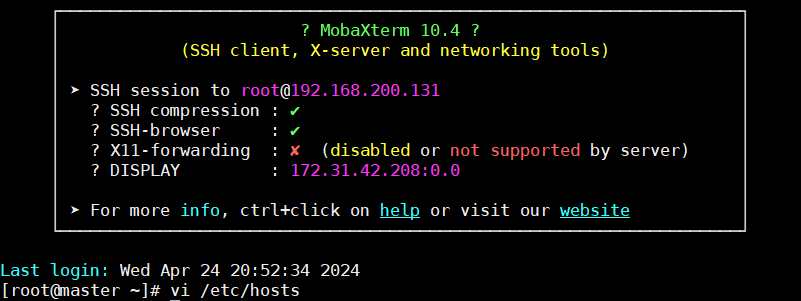 ? MobaXterm 10.4 ?
(SSH client, X-server and networking tools)
➤ SSH session to root@192.168.200.131
? SSH compression : ✔
? SSH-browser     : ✔
? X11-forwarding  : ✘  (disabled or not supported by server)
? DISPLAY         : 172.31.42.208:0.0
➤ For more info, ctrl+click on help or visit our website
Last login: Wed Apr 24 20:52:34 2024
[root@master ~]# vi /etc/hosts